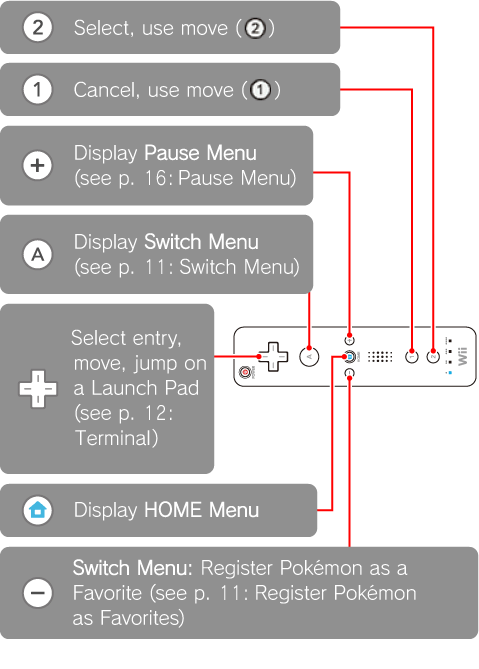 2 Select, use move (2)
1 Cancel, use move (1)
+ Display Pause Menu
(see p. 16: Pause Menu)
A Display Switch Menu
(see p. 11: Switch Menu)
Select entry,
move, jump on
a Launch Pad
(see p. 12:
Terminal)
Display HOME Menu
− Switch Menu: Register Pokémon as a
Favorite (see p. 11: Register Pokémon
as Favorites)
A
1
2
Wii